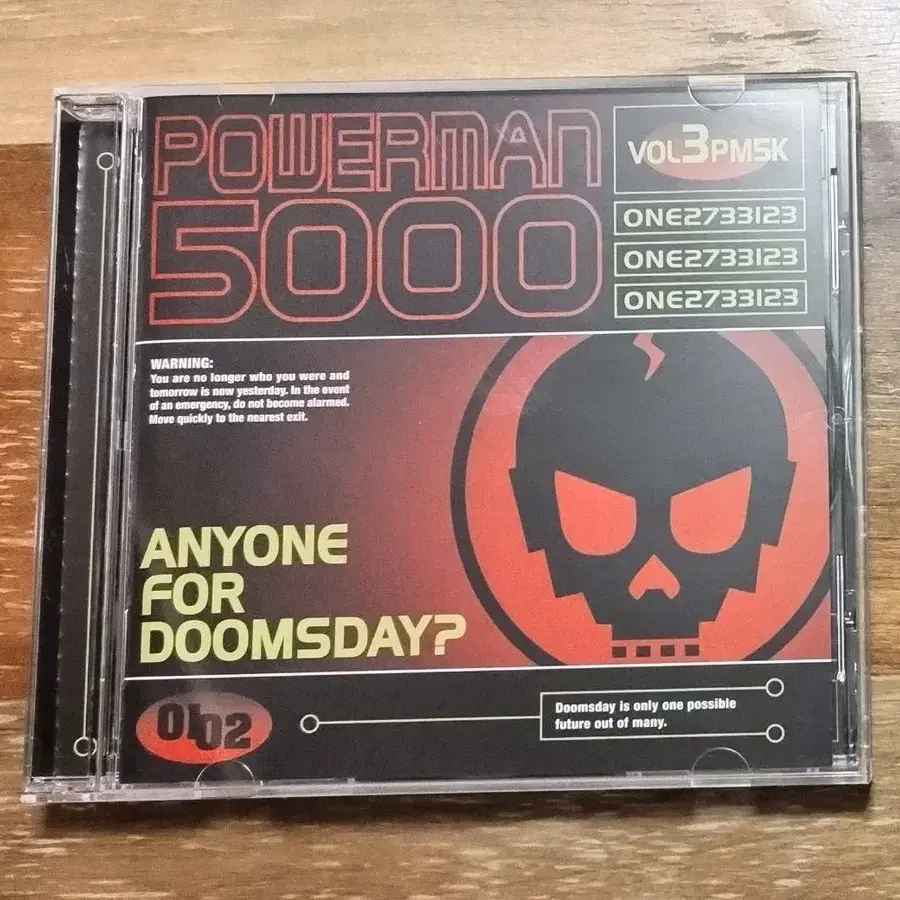 POWERMAN
5000
VOL3PM5K
ONE2733123
ONE2733123
ONE2733123
WARNING:
You are no longer who you were and
tomorrow is now yesterday. In the event
of an emergency, do not become alarmed.
Move quickly to the nearest exit.
ANYONE
FOR
DOOMSDAY?
0102
Doomsday is only one possible
future out of many.